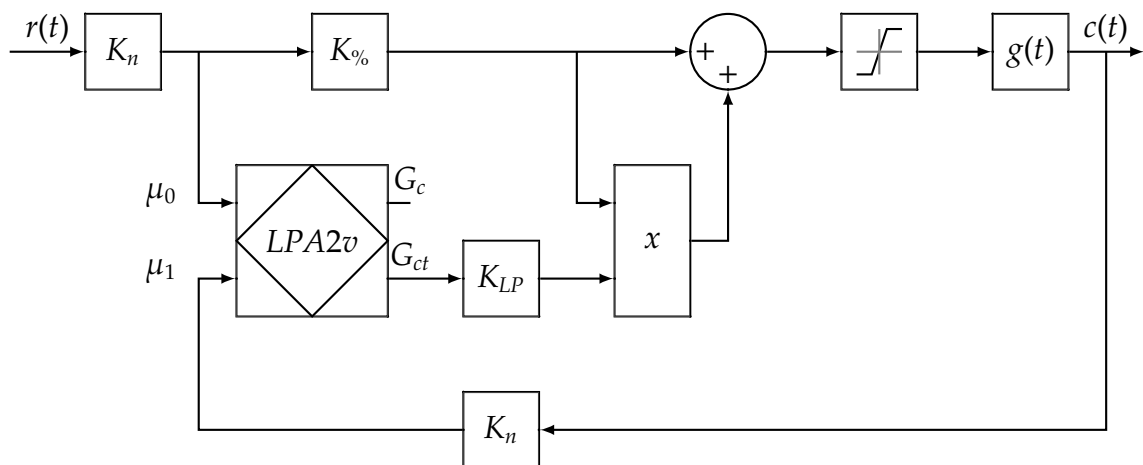 r(t)
K_n
K_%
+
+
g(t)
c(t)
μ_0
μ_1
LPA2v
G_c
G_ct
K_LP
x
K_n